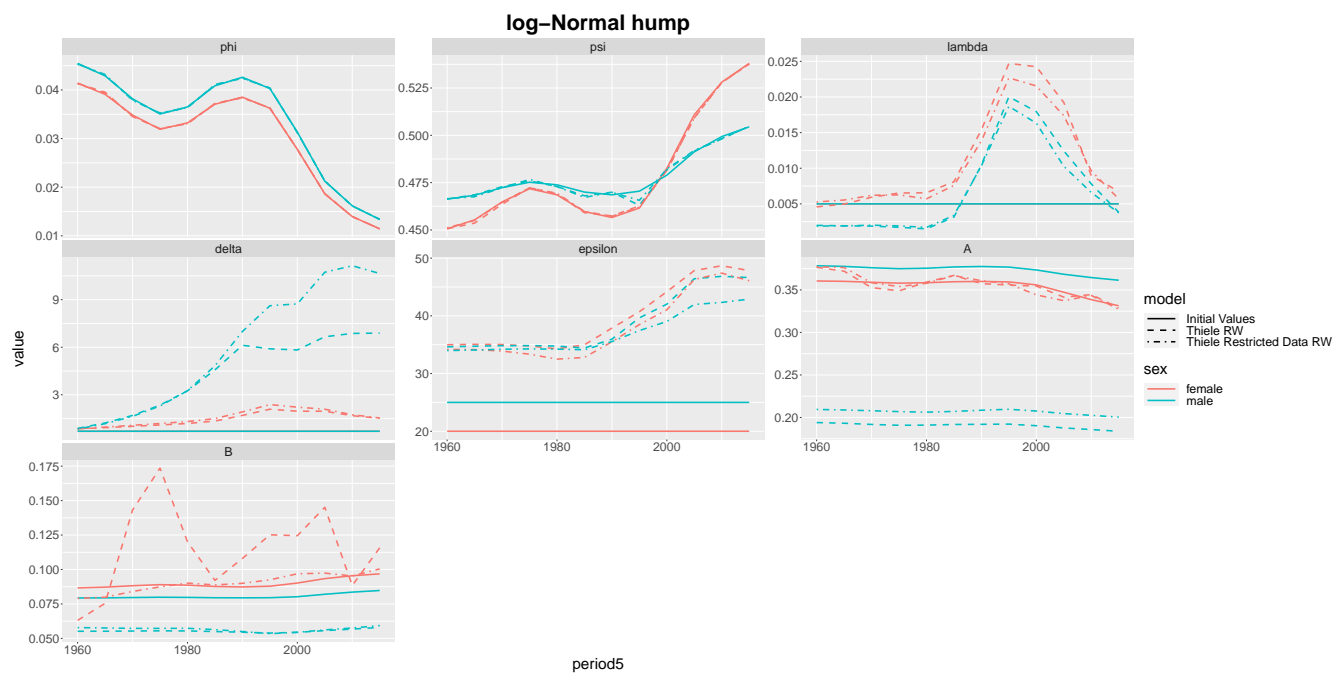 log−Normal hump
phi
psi
lambda
0.04
0.03
0.02
0.01
0.525
0.500
0.475
0.450
0.025
0.020
0.015
0.010
0.005
delta
epsilon
A
9
6
3
50
40
30
20
0.35
0.30
0.25
0.20
1960
1980
2000
1960
1980
2000
B
0.175
0.150
0.125
0.100
0.075
0.050
1960
1980
2000
value
period5
model
Initial Values
Thiele RW
Thiele Restricted Data RW
sex
female
male